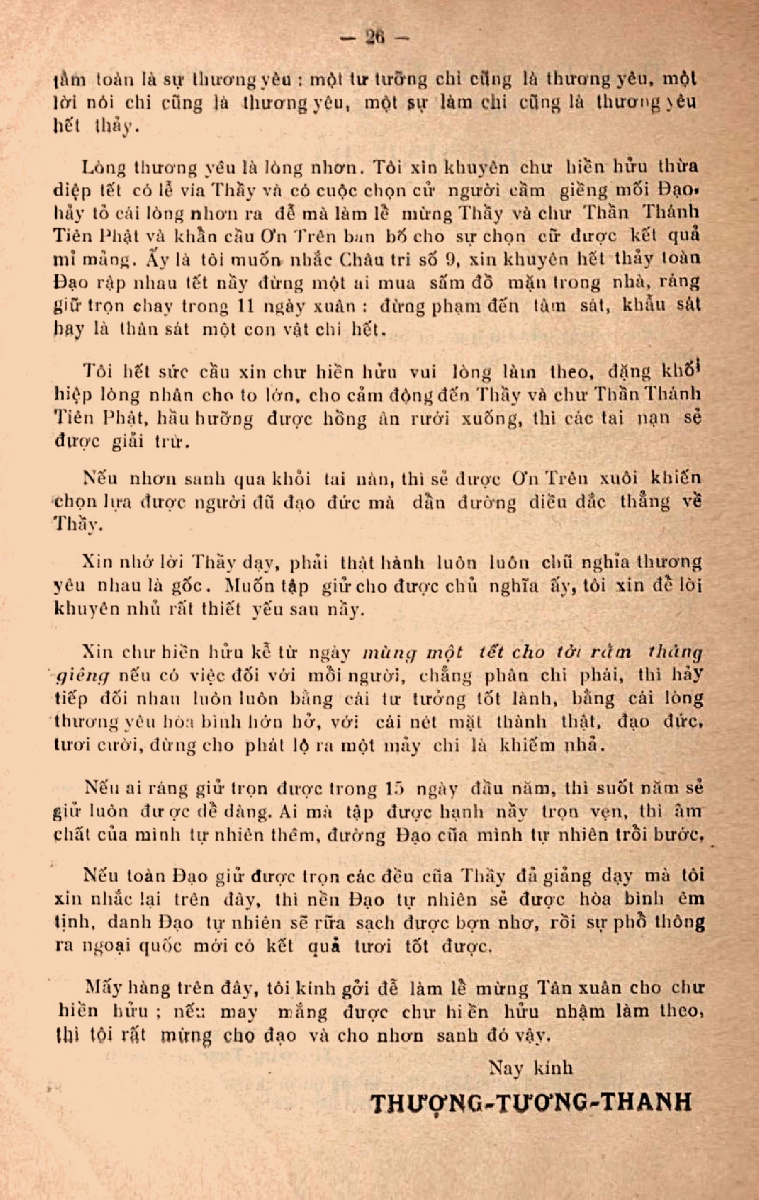 — 26 —
tầm toàn là sự thương yêu : một tư tưởng chi cũng là thương yêu, một
lời nói chi cũng là thương yêu, một sự làm chi cũng là thương yêu
hết thảy.
Lòng thương yêu là lòng nhơn. Tôi xin khuyên chư hiền hữu thừa
diệp tết có lễ vía Thầy và có cuộc chọn cử người cầm giềng mối Đạo,
hãy tỏ cái lòng nhơn ra để mà làm lễ mừng Thầy và chư Thần Thánh
Tiên Phật và khẩn cầu Ơn Trên ban bố cho sự chọn cữ được kết quả
mỉ mảng. Ấy là tôi muốn nhắc Châu tri số 9, xin khuyên hết thảy toàn
Đạo rập nhau tết nầy đừng một ai mua sấm đồ mặn trong nhà, ráng
giữ trọn chay trong 11 ngày xuân : đừng phạm đến tâm sát, khẩu sát
hay là thân sát một con vật chi hết.
Tôi hết sức cầu xin chư hiền hữu vui lòng làm theo, đặng khối
hiệp lòng nhân cho to lớn, cho cảm động đến Thầy và chư Thần Thánh
Tiên Phật, hầu hưỡng được hồng ân rưới xuống, thì các tai nạn sẻ
được giải trừ.
Nếu nhơn sanh qua khỏi tai nàn, thì sẻ được Ơn Trên xuôi khiến
chọn lựa được người đũ đạo đức mà dẩn đường diều dắc thẳng về
Thầy.
Xin nhớ lời Thầy dạy, phải thật hành luôn luôn chũ nghĩa thương
yêu nhau là gốc. Muốn tập giử cho được chủ nghĩa ấy, tôi xin đề lời
khuyên nhủ rất thiết yếu sau nầy.
Xin chư hiền hữu kể từ ngày mùng một tết cho tới rằm tháng
giêng nếu có việc đối với mỗi người, chẳng phân chi phái, thì hảy
tiếp đối nhau luôn luôn bằng cái tư tưởng tốt lành, bằng cái lòng
thương yêu hòa bình hớn hở, với cái nét mặt thành thật, đạo đức,
tươi cười, đừng cho phát lộ ra một mảy chi là khiếm nhả.
Nếu ai ráng giử trọn được trong 15 ngày đầu năm, thì suốt năm sẻ
giử luôn được dể dàng. Ai mà tập được hạnh nầy trọn vẹn, thì âm
chất của mình tự nhiên thêm, đường Đạo cũa mình tự nhiên trổi bước,
Nếu toàn Đạo giử được trọn các đều cũa Thầy đả giảng dạy mà tôi
xin nhắc lại trên đây, thì nền Đạo tự nhiên sẻ được hòa bình êm
tịnh, danh Đạo tự nhiên sẽ rữa sạch được bợn nhơ, rồi sự phổ thông
ra ngoại quốc mới có kết quả tươi tốt được.
Mấy hàng trên đây, tôi kính gởi để làm lể mừng Tân xuân cho chư
hiền hửu ; nếu may mắng được chư hiền hửu nhậm làm theo,
thì tôi rất mừng cho đạo và cho nhơn sanh đó vậy.
Nay kính
THƯỢNG-TƯƠNG-THANH